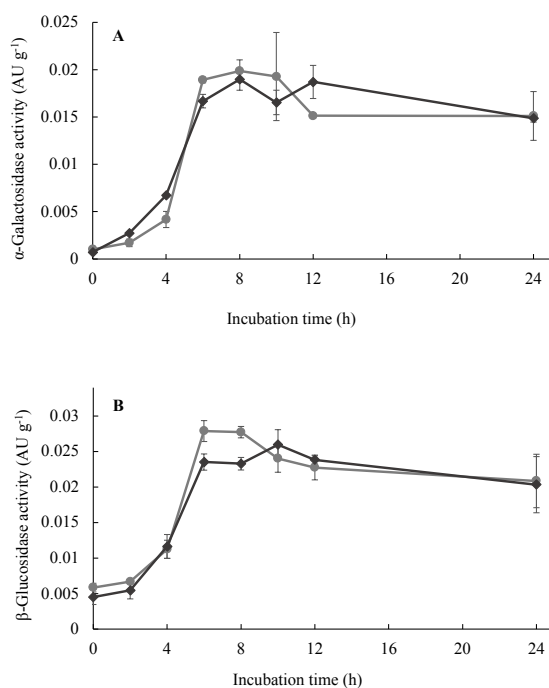 A
α-Galactosidase activity (AU g⁻¹)
0.025
0.02
0.015
0.01
0.005
0
0 4 8 12 16 20 24
Incubation time (h)
B
β-Glucosidase activity (AU g⁻¹)
0.03
0.025
0.02
0.015
0.01
0.005
0
0 4 8 12 16 20 24
Incubation time (h)